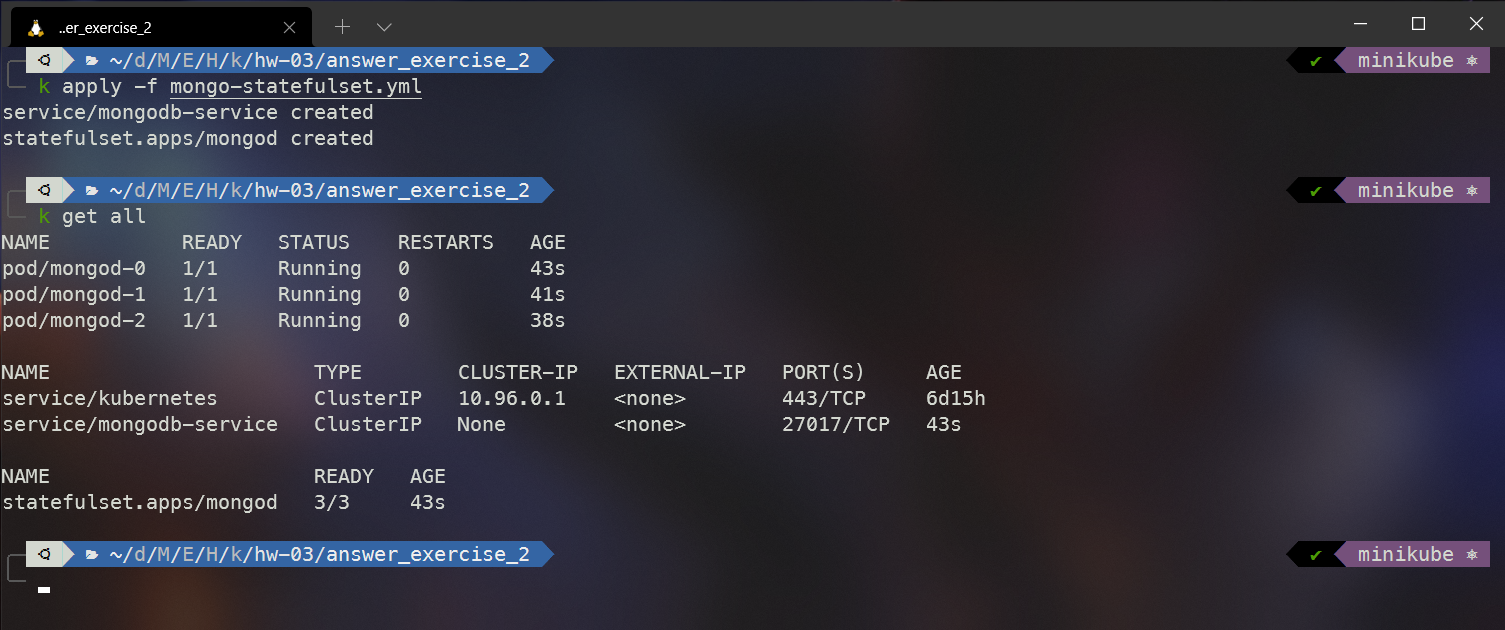 ..er_exercise_2
~/d/M/E/H/k/hw-03/answer_exercise_2 ✔ minikube
k apply -f mongo-statefulset.yml
service/mongodb-service created
statefulset.apps/mongod created
~/d/M/E/H/k/hw-03/answer_exercise_2 ✔ minikube
k get all
NAME READY STATUS RESTARTS AGE
pod/mongod-0 1/1 Running 0 43s
pod/mongod-1 1/1 Running 0 41s
pod/mongod-2 1/1 Running 0 38s
NAME TYPE CLUSTER-IP EXTERNAL-IP PORT(S) AGE
service/kubernetes ClusterIP 10.96.0.1 <none> 443/TCP 6d15h
service/mongodb-service ClusterIP None <none> 27017/TCP 43s
NAME READY AGE
statefulset.apps/mongod 3/3 43s
~/d/M/E/H/k/hw-03/answer_exercise_2 ✔ minikube